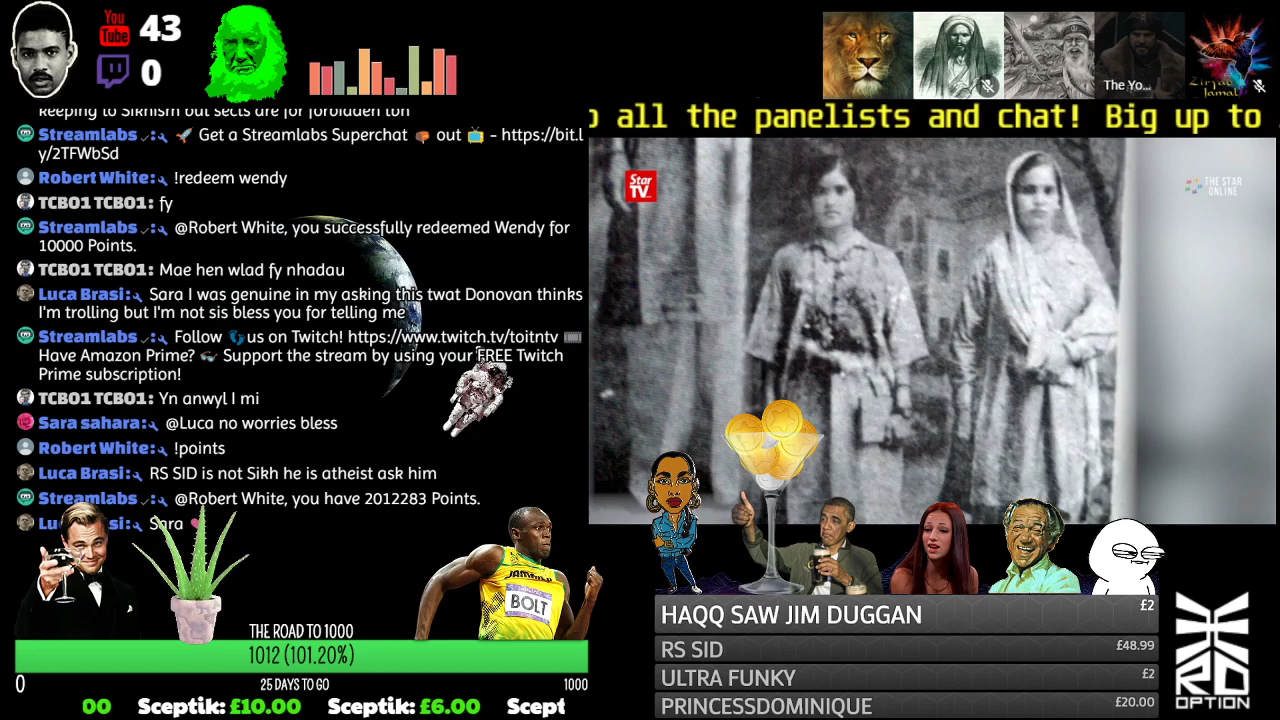 You
Tube
43
0
keeping to Sikhism but sects are for forbidden ton
Streamlabs: Get a Streamlabs Superchat out - https://bit.l
y/2TFWbSd
Robert White: !redeem wendy
TCBO1 TCBO1: fy
Streamlabs: @Robert White, you successfully redeemed Wendy for
10000 Points.
TCBO1 TCBO1: Mae hen wlad fy nhadau
Luca Brasi: Sara I was genuine in my asking this twat Donovan thinks
I'm trolling but I'm not sis bless you for telling me
Streamlabs: Follow us on Twitch! https://www.twitch.tv/toitntv
Have Amazon Prime? Support the stream by using your FREE Twitch
Prime subscription!
TCBO1 TCBO1: Yn anwyl I mi
Sara sahara: @Luca no worries bless
Robert White: !points
Luca Brasi: RS SID is not Sikh he is atheist ask him
Streamlabs: @Robert White, you have 2012283 Points.
Lu si: Sara
The Yo...
Ziryab
Jamal
o all the panelists and chat! Big up to
Star
TV
THE STAR
ONLINE
JAMAICA
BOLT
THE ROAD TO 1000
1012 (101.20%)
0 25 DAYS TO GO 1000
00 Sceptik: £10.00 Sceptik: £6.00 Scept
HAQQ SAW JIM DUGGAN £2
RS SID £48.99
ULTRA FUNKY £2
PRINCESSDOMINIQUE £20.00
OPTION